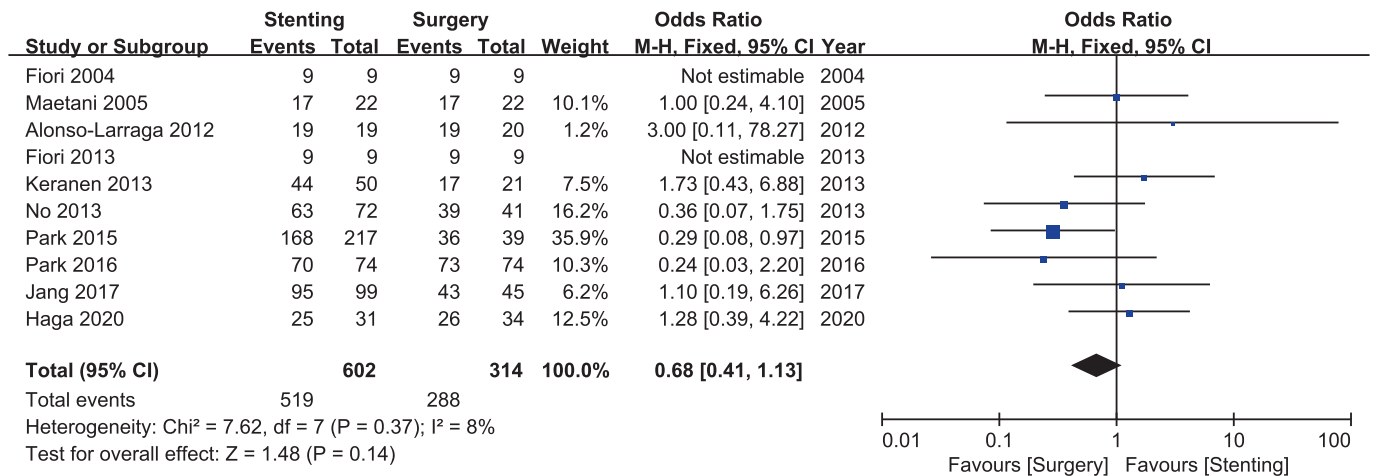 Stenting Surgery Odds Ratio Odds Ratio
Study or Subgroup Events Total Events Total Weight M-H, Fixed, 95% CI Year M-H, Fixed, 95% CI
Fiori 2004 9 9 9 9 Not estimable 2004
Maetani 2005 17 22 17 22 10.1% 1.00 [0.24, 4.10] 2005
Alonso-Larraga 2012 19 19 19 20 1.2% 3.00 [0.11, 78.27] 2012
Fiori 2013 9 9 9 9 Not estimable 2013
Keranen 2013 44 50 17 21 7.5% 1.73 [0.43, 6.88] 2013
No 2013 63 72 39 41 16.2% 0.36 [0.07, 1.75] 2013
Park 2015 168 217 36 39 35.9% 0.29 [0.08, 0.97] 2015
Park 2016 70 74 73 74 10.3% 0.24 [0.03, 2.20] 2016
Jang 2017 95 99 43 45 6.2% 1.10 [0.19, 6.26] 2017
Haga 2020 25 31 26 34 12.5% 1.28 [0.39, 4.22] 2020
Total (95% CI) 602 314 100.0% 0.68 [0.41, 1.13]
Total events 519 288
Heterogeneity: Chi² = 7.62, df = 7 (P = 0.37); I² = 8%
Test for overall effect: Z = 1.48 (P = 0.14)
0.01 0.1 1 10 100
Favours [Surgery] Favours [Stenting]